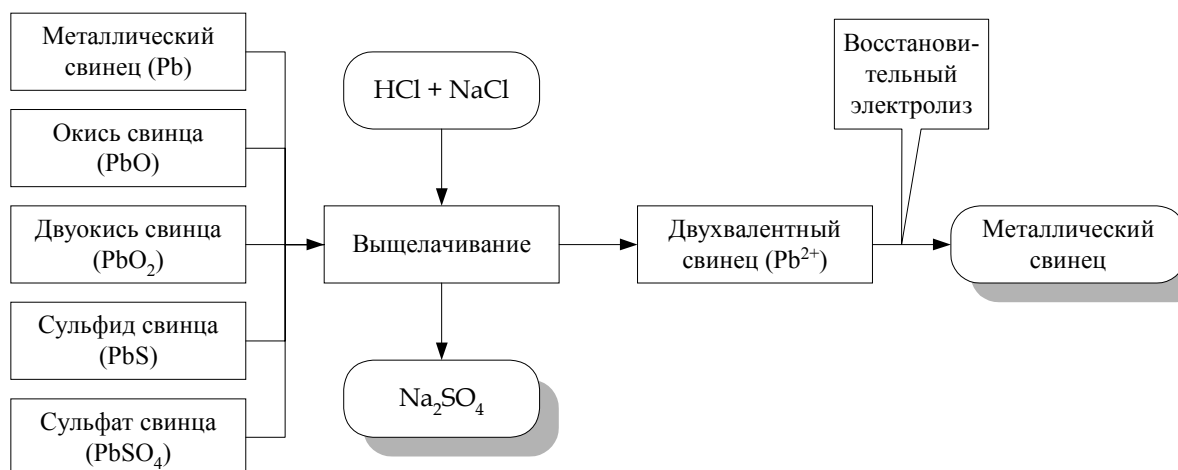 Металлический
свинец (Pb)
Окись свинца
(PbO)
Двуокись свинца
(PbO₂)
Сульфид свинца
(PbS)
Сульфат свинца
(PbSO₄)
HCl + NaCl
Выщелачивание
Na₂SO₄
Двухвалентный
свинец (Pb²⁺)
Восстанови-
тельный
электролиз
Металлический
свинец